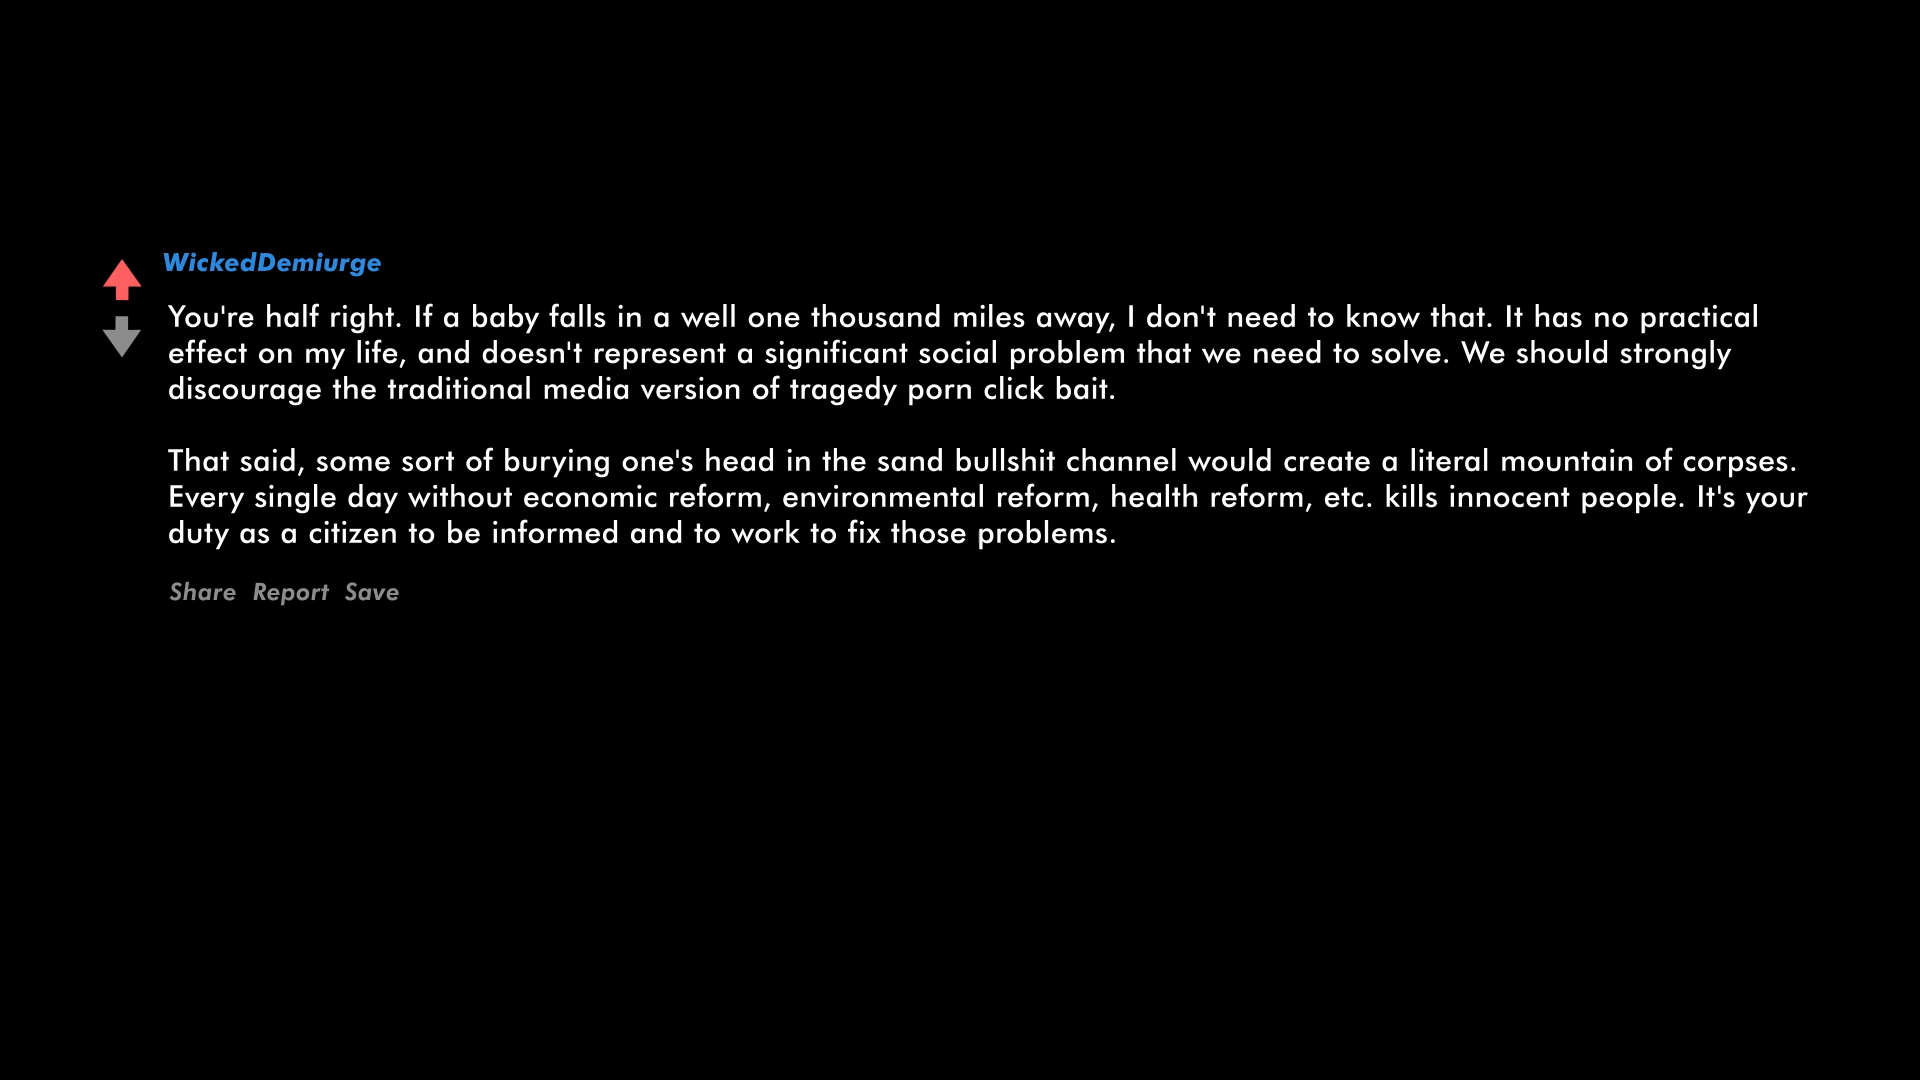 WickedDemiurge
You're half right. If a baby falls in a well one thousand miles away, I don't need to know that. It has no practical
effect on my life, and doesn't represent a significant social problem that we need to solve. We should strongly
discourage the traditional media version of tragedy porn click bait.
That said, some sort of burying one's head in the sand bullshit channel would create a literal mountain of corpses.
Every single day without economic reform, environmental reform, health reform, etc. kills innocent people. It's your
duty as a citizen to be informed and to work to fix those problems.
Share Report Save